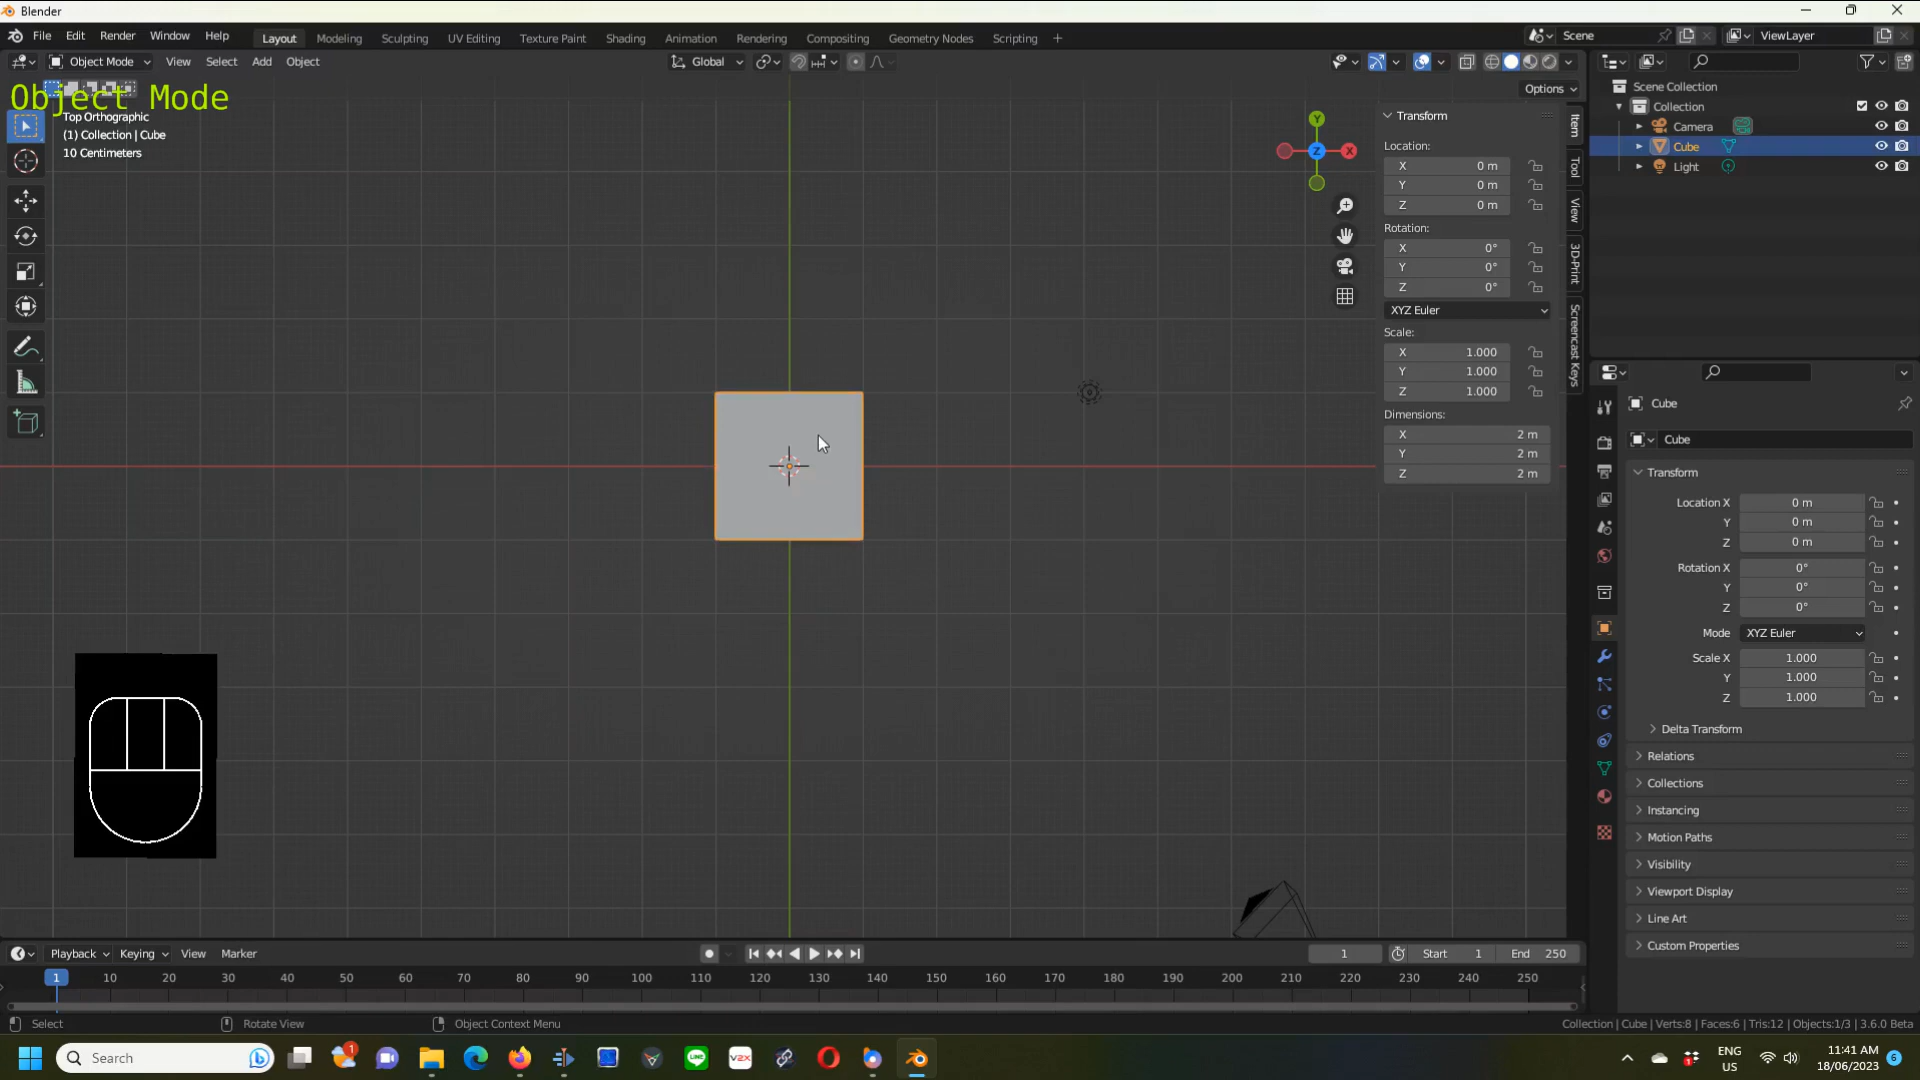 Blender
File Edit Render Window Help
Layout Modeling Sculpting UV Editing Texture Paint Shading Animation Rendering Compositing Geometry Nodes Scripting +
Scene ViewLayer
Object Mode View Select Add Object
Global
Options
Object Mode
Top Orthographic
(1) Collection | Cube
10 Centimeters
Y
Z X
Transform
Location:
X 0 m
Y 0 m
Z 0 m
Rotation:
X 0°
Y 0°
Z 0°
XYZ Euler
Scale:
X 1.000
Y 1.000
Z 1.000
Dimensions:
X 2 m
Y 2 m
Z 2 m
Item
Tool
View
3D-Print
Screencast Keys
Scene Collection
Collection
Camera
Cube
Light
Cube
Cube
Transform
Location X 0 m
Y 0 m
Z 0 m
Rotation X 0°
Y 0°
Z 0°
Mode XYZ Euler
Scale X 1.000
Y 1.000
Z 1.000
Delta Transform
Relations
Collections
Instancing
Motion Paths
Visibility
Viewport Display
Line Art
Custom Properties
Playback Keying View Marker
1 Start 1 End 250
1 10 20 30 40 50 60 70 80 90 100 110 120 130 140 150 160 170 180 190 200 210 220 230 240 250
Select Rotate View Object Context Menu
Collection | Cube | Verts:8 | Faces:6 | Tris:12 | Objects:1/3 | 3.6.0 Beta
Search
1
V2X
1
ENG
US
11:41 AM
18/06/2023
6